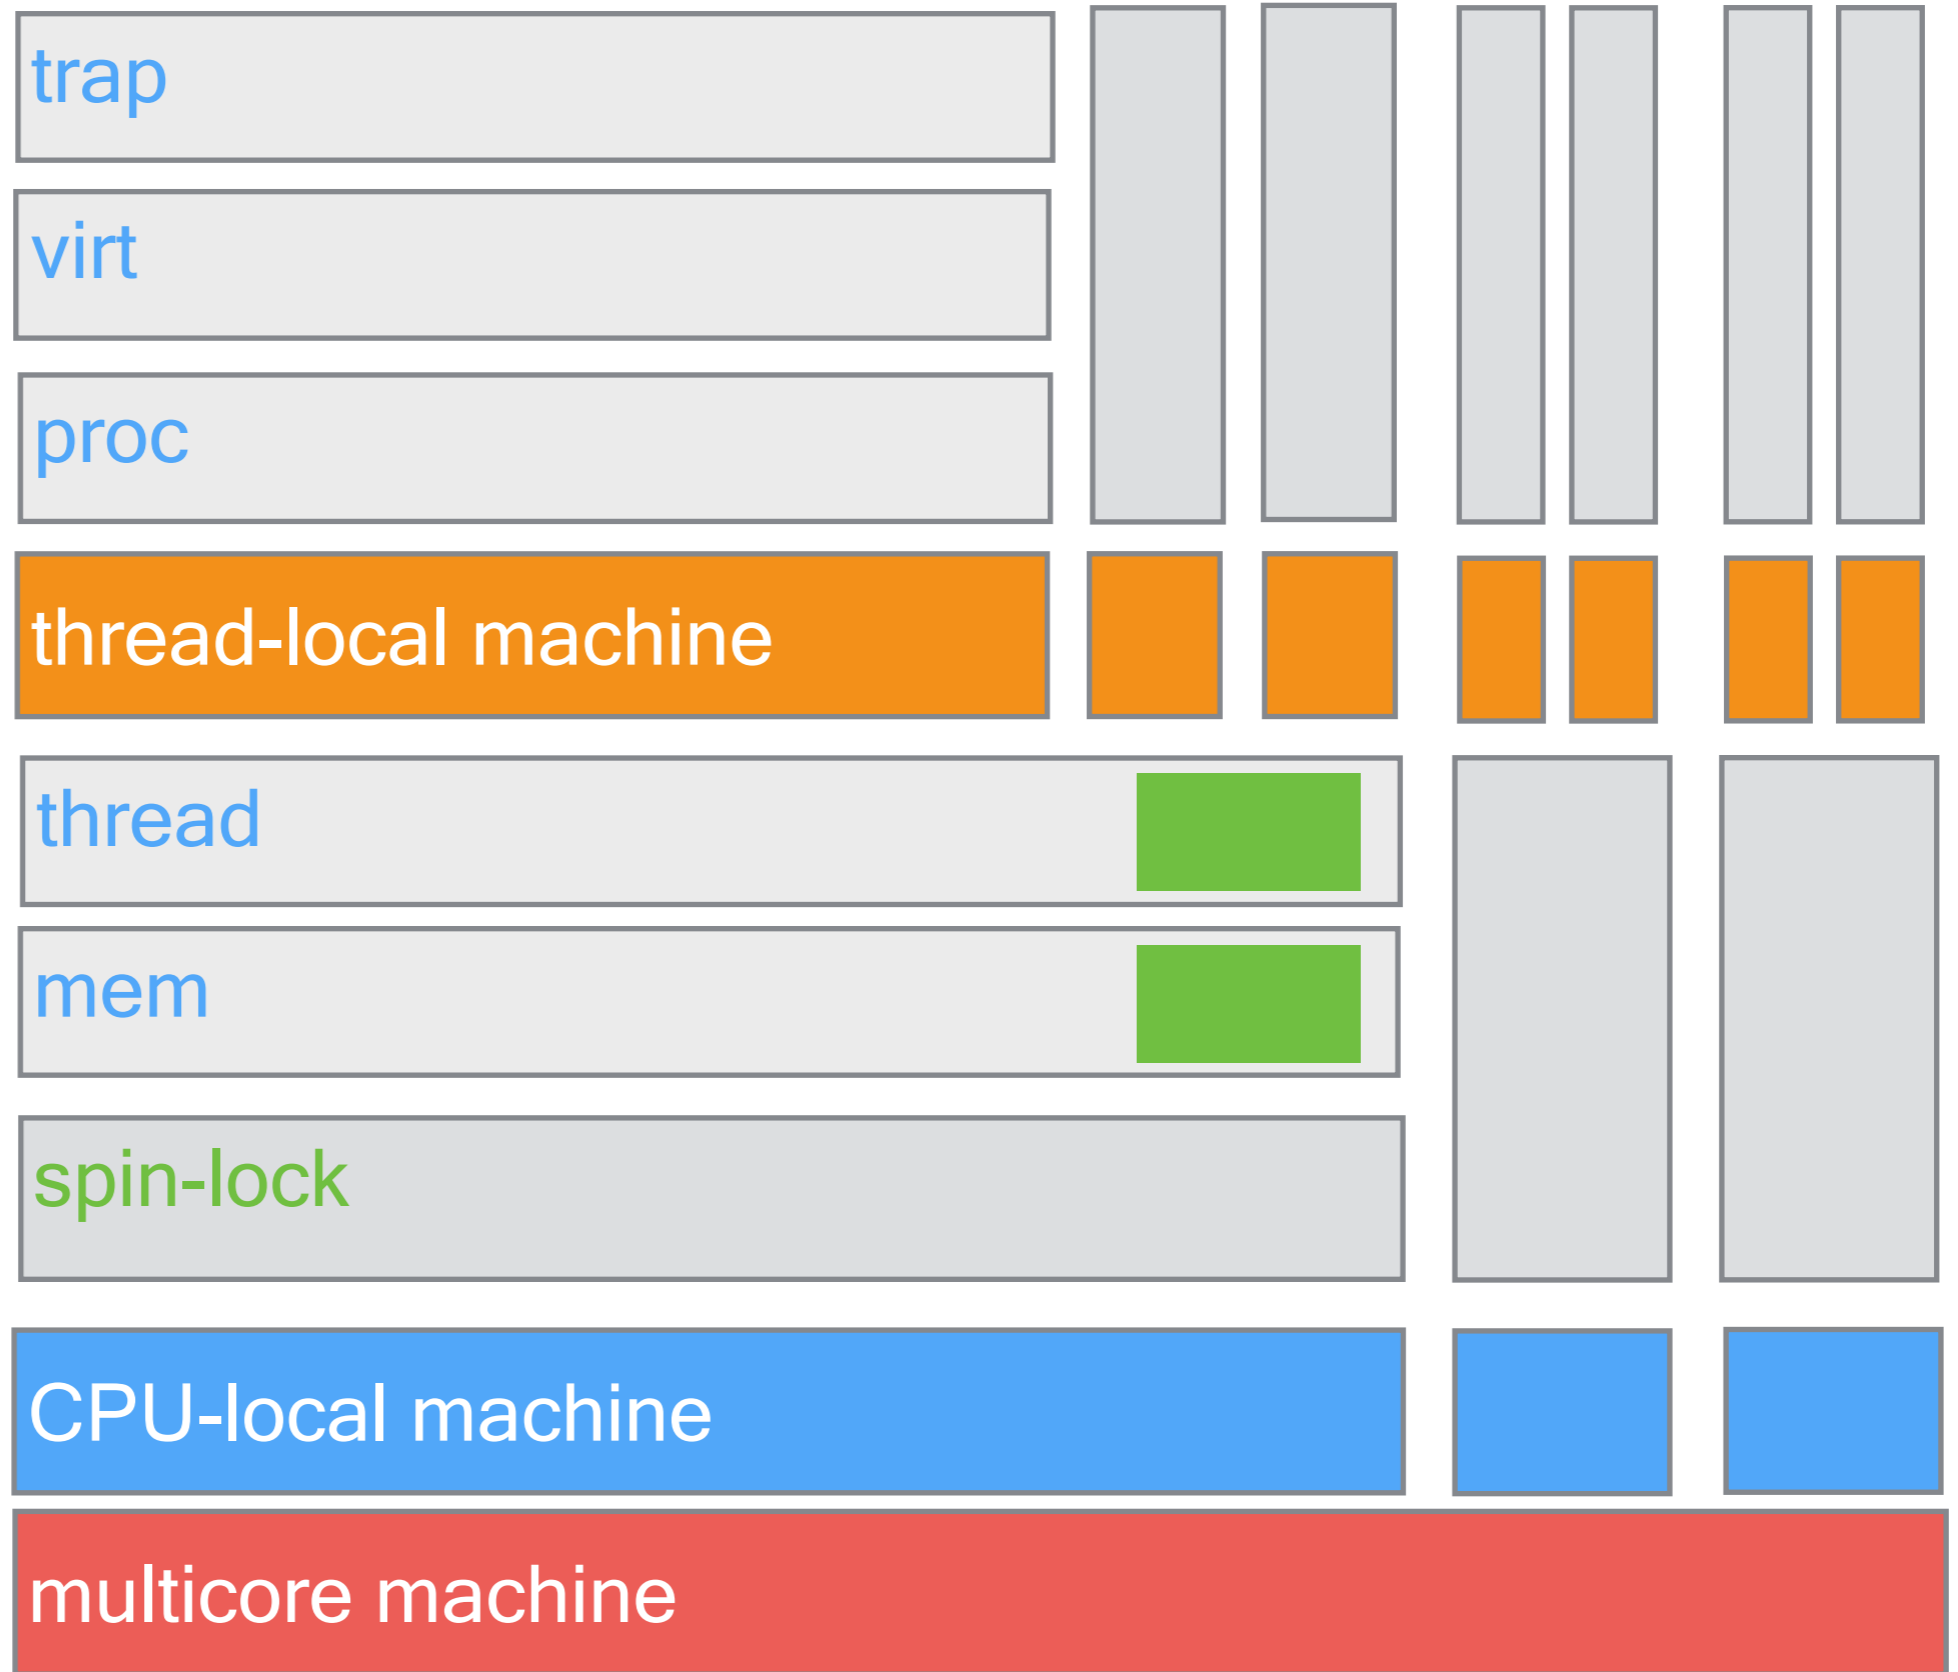 trap
virt
proc
thread-local machine
thread
mem
spin-lock
CPU-local machine
multicore machine